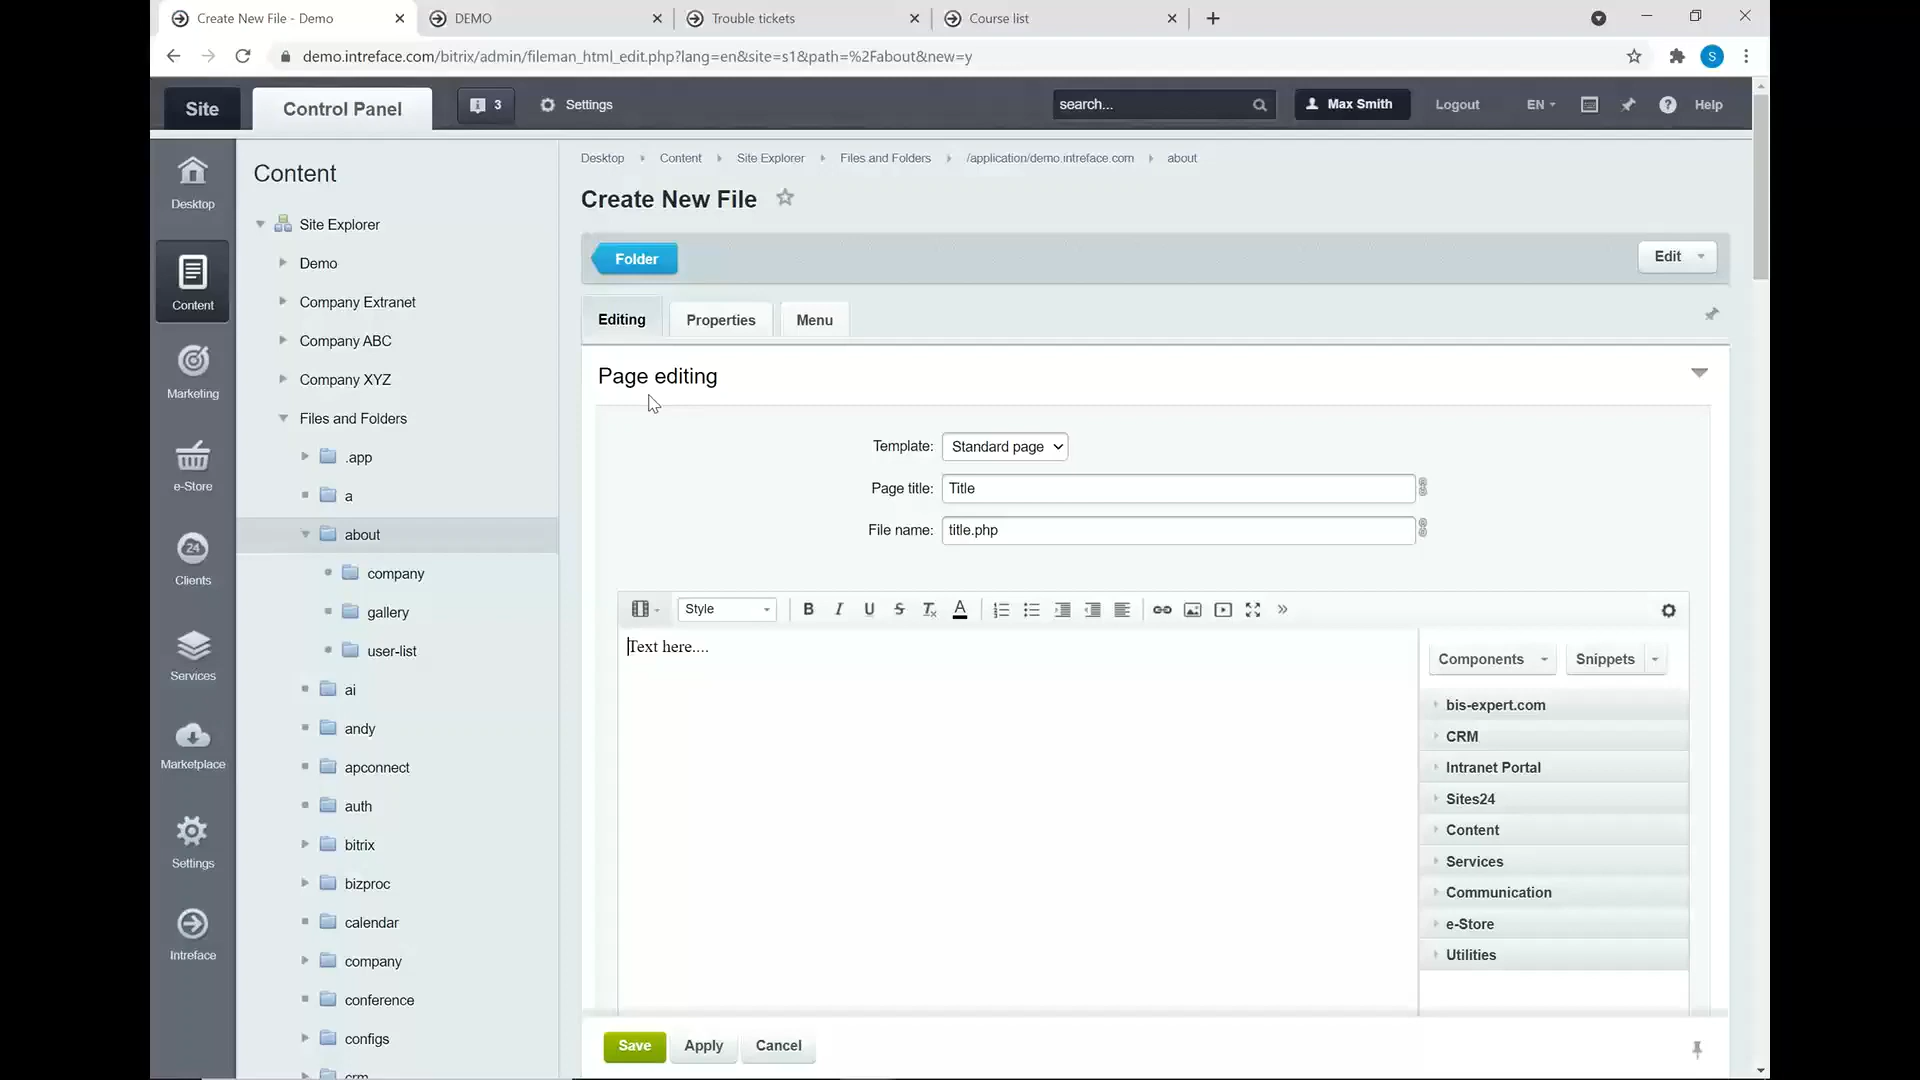 Create New File - Demo
DEMO
Trouble tickets
Course list
demo.intreface.com/bitrix/admin/fileman_html_edit.php?lang=en&site=s1&path=%2Fabout&new=y
S
Site
Control Panel
3
Settings
search...
Max Smith
Logout
EN
Help
Desktop
Content
Marketing
e-Store
24
Clients
Services
Marketplace
Settings
Intreface
Content
Site Explorer
Demo
Company Extranet
Company ABC
Company XYZ
Files and Folders
.app
a
about
company
gallery
user-list
ai
andy
apconnect
auth
bitrix
bizproc
calendar
company
conference
configs
crm
Desktop Content Site Explorer Files and Folders /application/demo.intreface.com about
Create New File
Folder
Edit
Editing
Properties
Menu
Page editing
Template: Standard page
Page title: Title
File name: title.php
Style B I U S Tx A
Text here....
Components
Snippets
bis-expert.com
CRM
Intranet Portal
Sites24
Content
Services
Communication
e-Store
Utilities
Save
Apply
Cancel